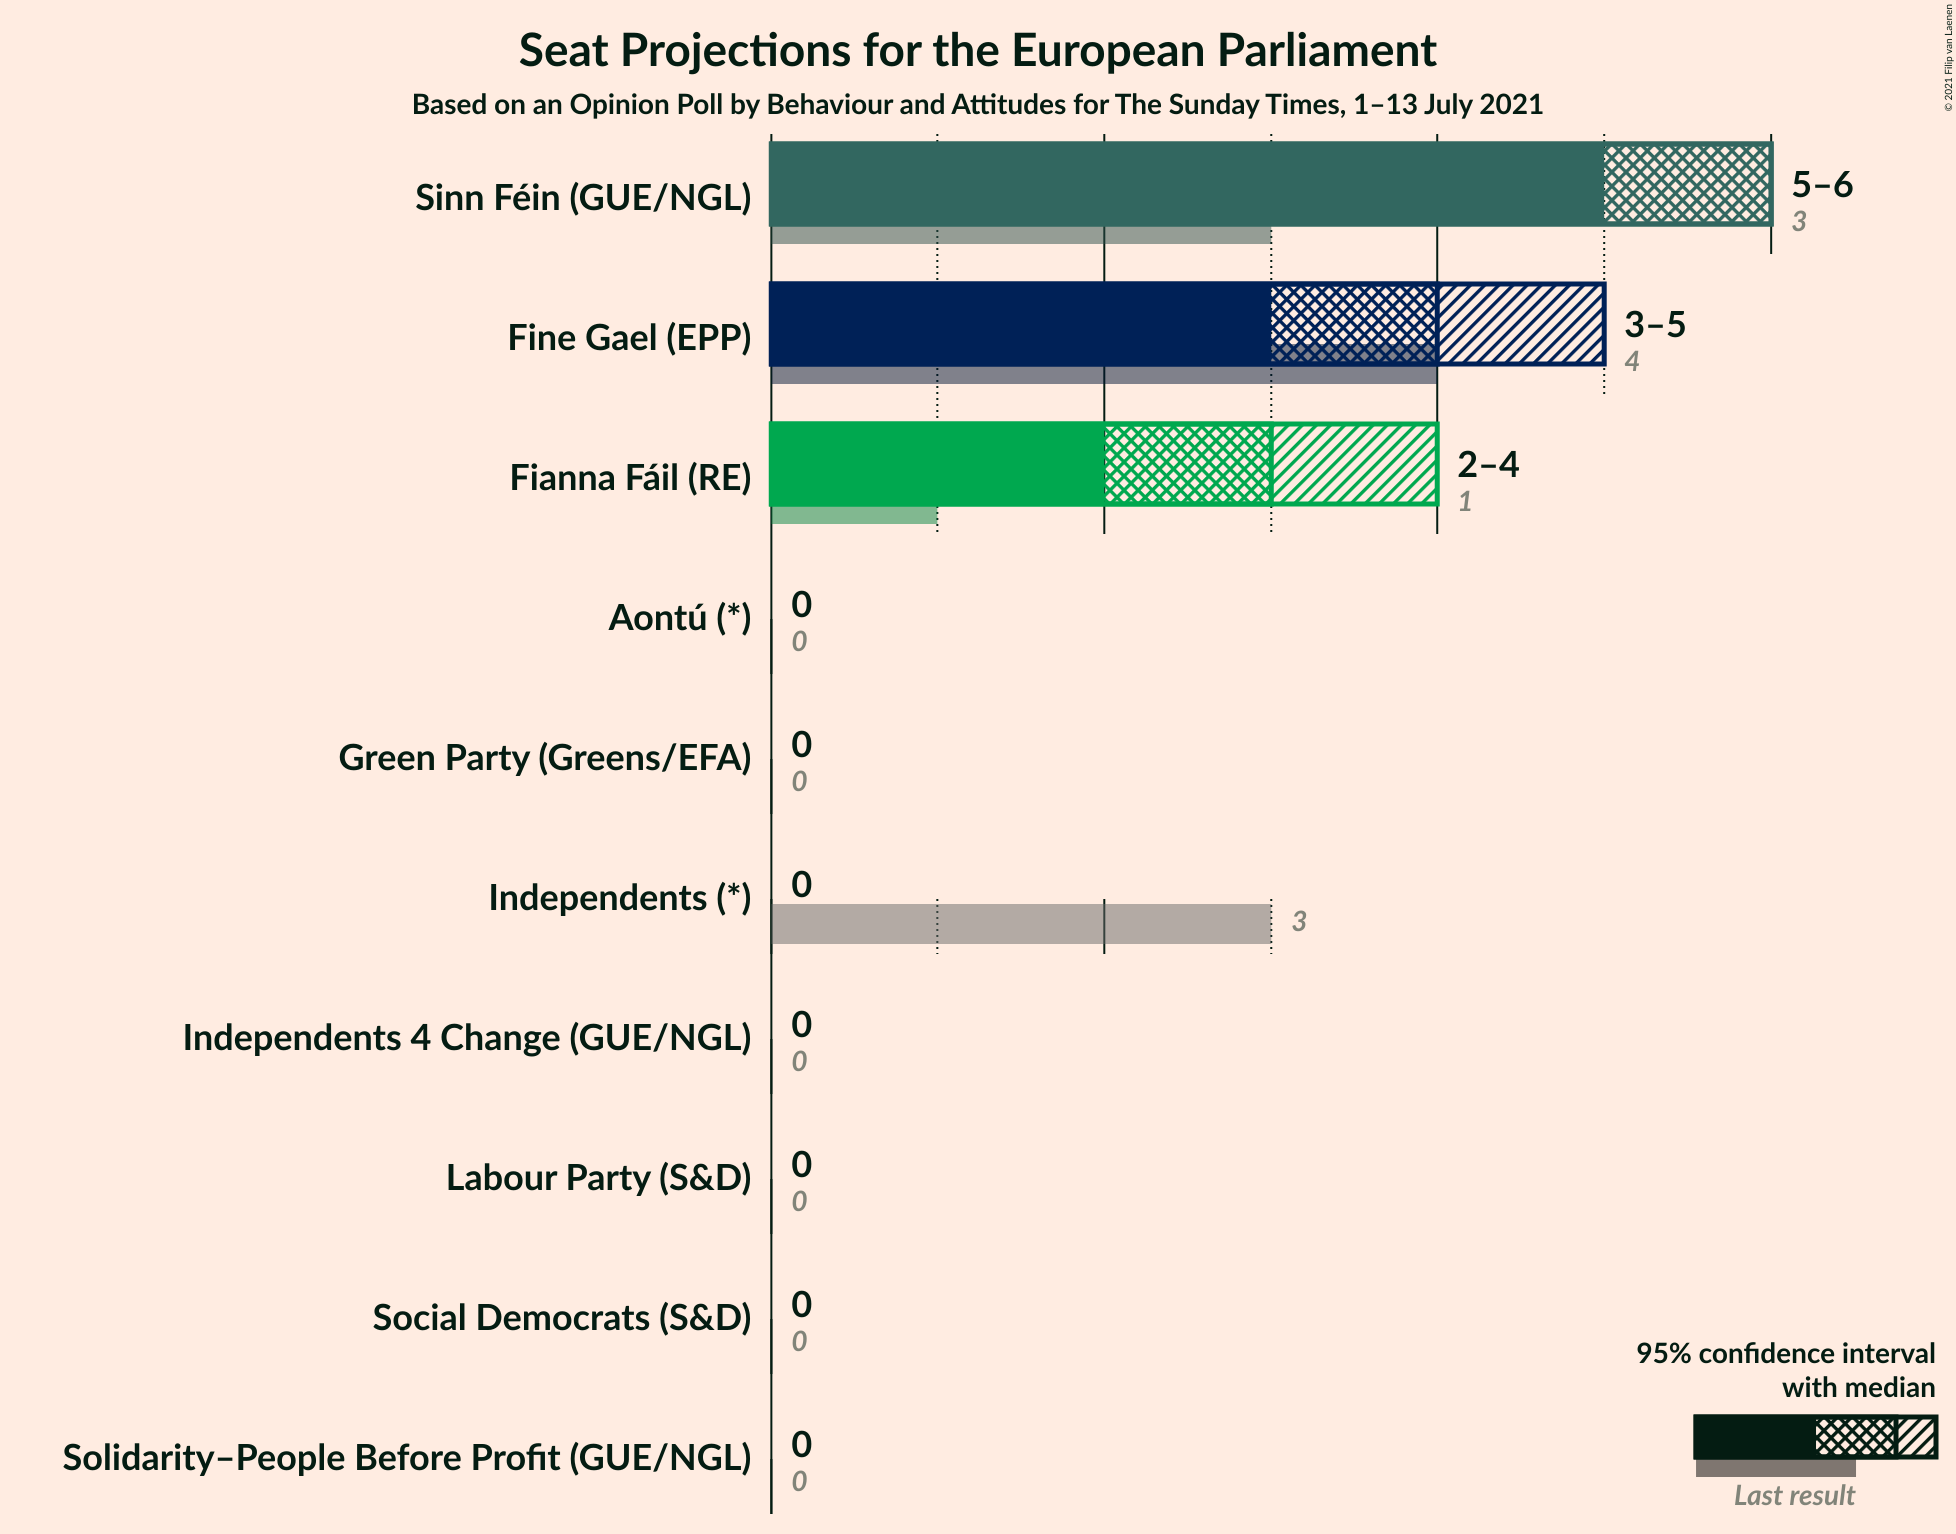 Seat Projections for the European Parliament
Based on an Opinion Poll by Behaviour and Attitudes for The Sunday Times, 1–13 July 2021
© 2021 Filip van Laenen
Sinn Féin (GUE/NGL)
5–6
3
Fine Gael (EPP)
3–5
4
Fianna Fáil (RE)
2–4
1
Aontú (*)
0
0
Green Party (Greens/EFA)
0
0
Independents (*)
0
3
Independents 4 Change (GUE/NGL)
0
0
Labour Party (S&D)
0
0
Social Democrats (S&D)
0
0
Solidarity–People Before Profit (GUE/NGL)
0
0
95% confidence interval
with median
Last result